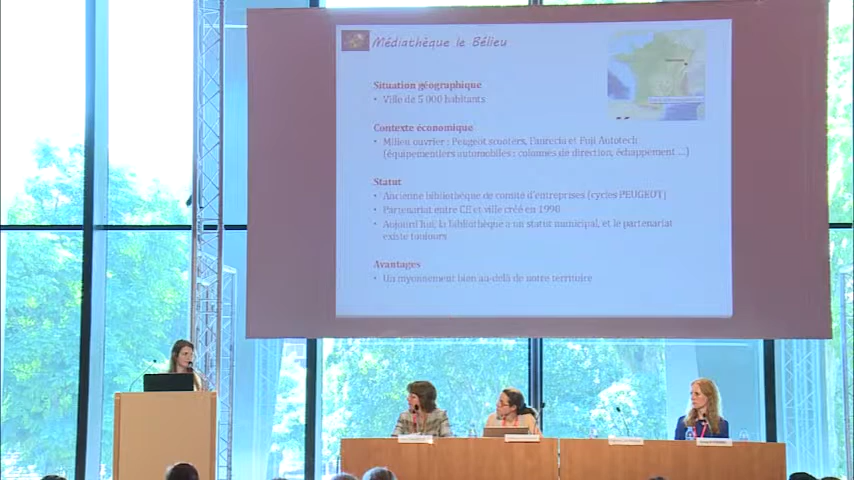 Médiathèque le Bélieu
Situation géographique
• Ville de 5 000 habitants
Contexte économique
• Milieu ouvrier : Peugeot scooters, Faurecia et Fuji Autotech
(équipementiers automobiles : colonnes de direction, échappement ...)
Statut
• Ancienne bibliothèque de comité d'entreprises (cycles PEUGEOT)
• Partenariat entre CE et ville créé en 1990
• Aujourd'hui, la bibliothèque a un statut municipal, et le partenariat
existe toujours
Avantages
• Un rayonnement bien au-delà de notre territoire